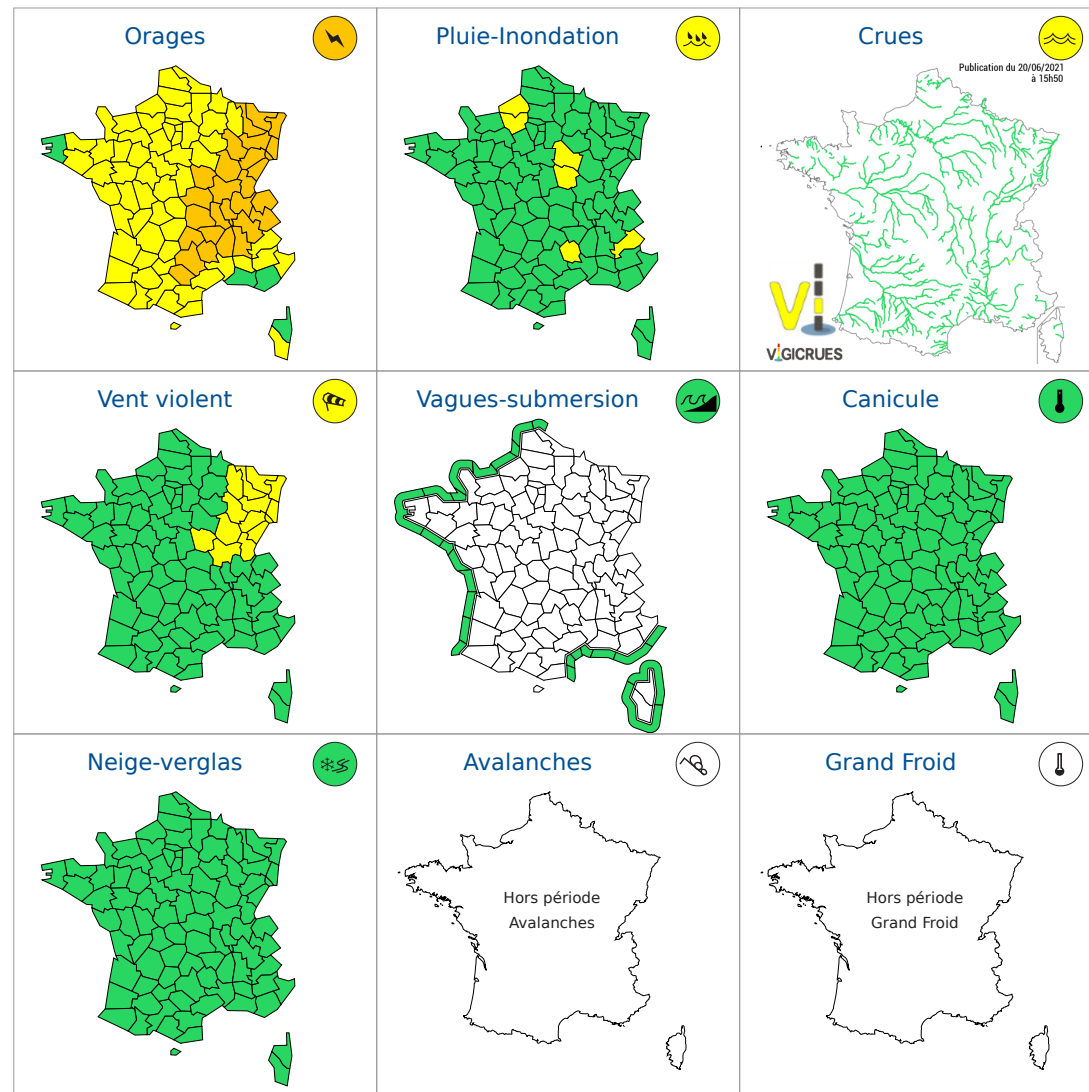 Orages
Pluie-Inondation
Crues
Publication du 20/06/2021
à 15h50
VIGICRUES
Vent violent
Vagues-submersion
Canicule
Neige-verglas
Avalanches
Hors période
Avalanches
Grand Froid
Hors période
Grand Froid